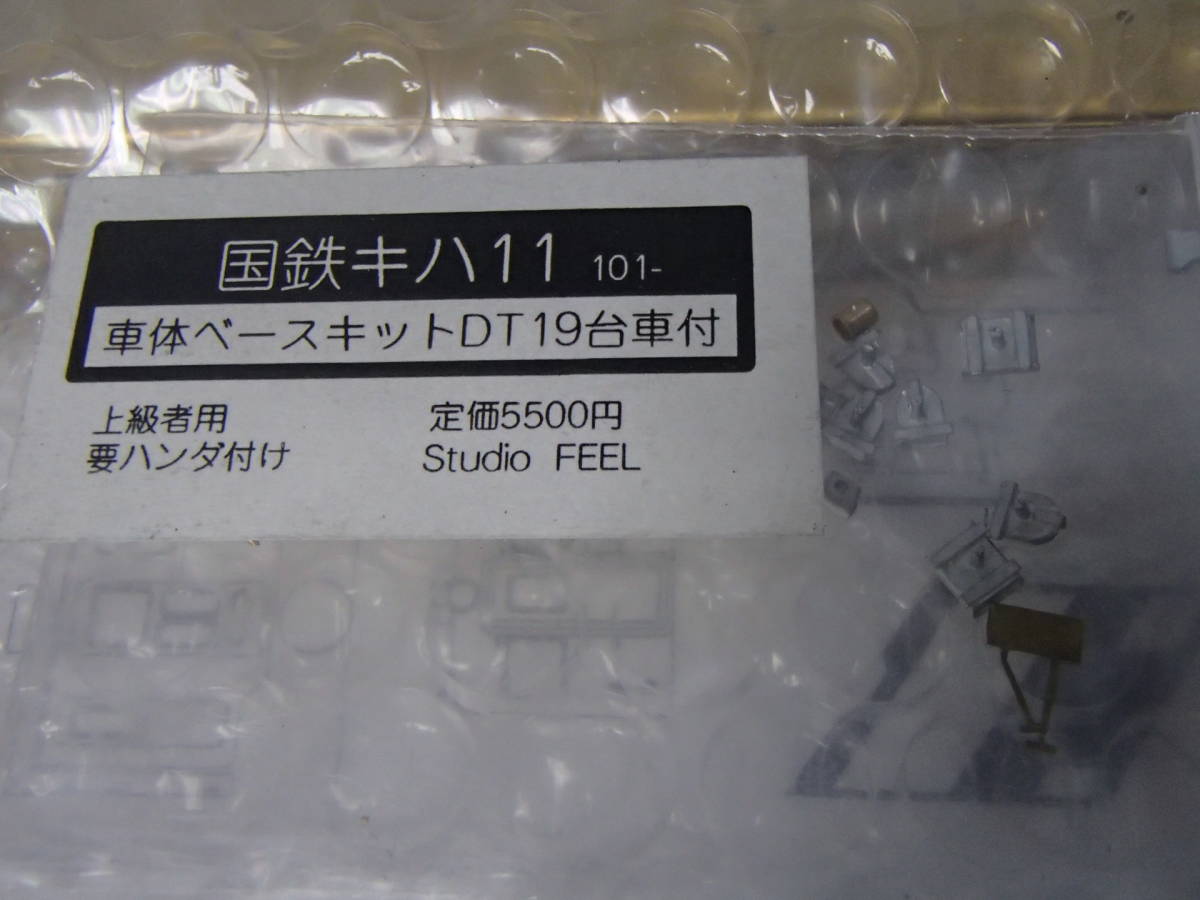 国鉄キハ11 101-
車体ベースキットDT19台車付
上級者用 定価5500円
要ハンダ付け Studio FEEL